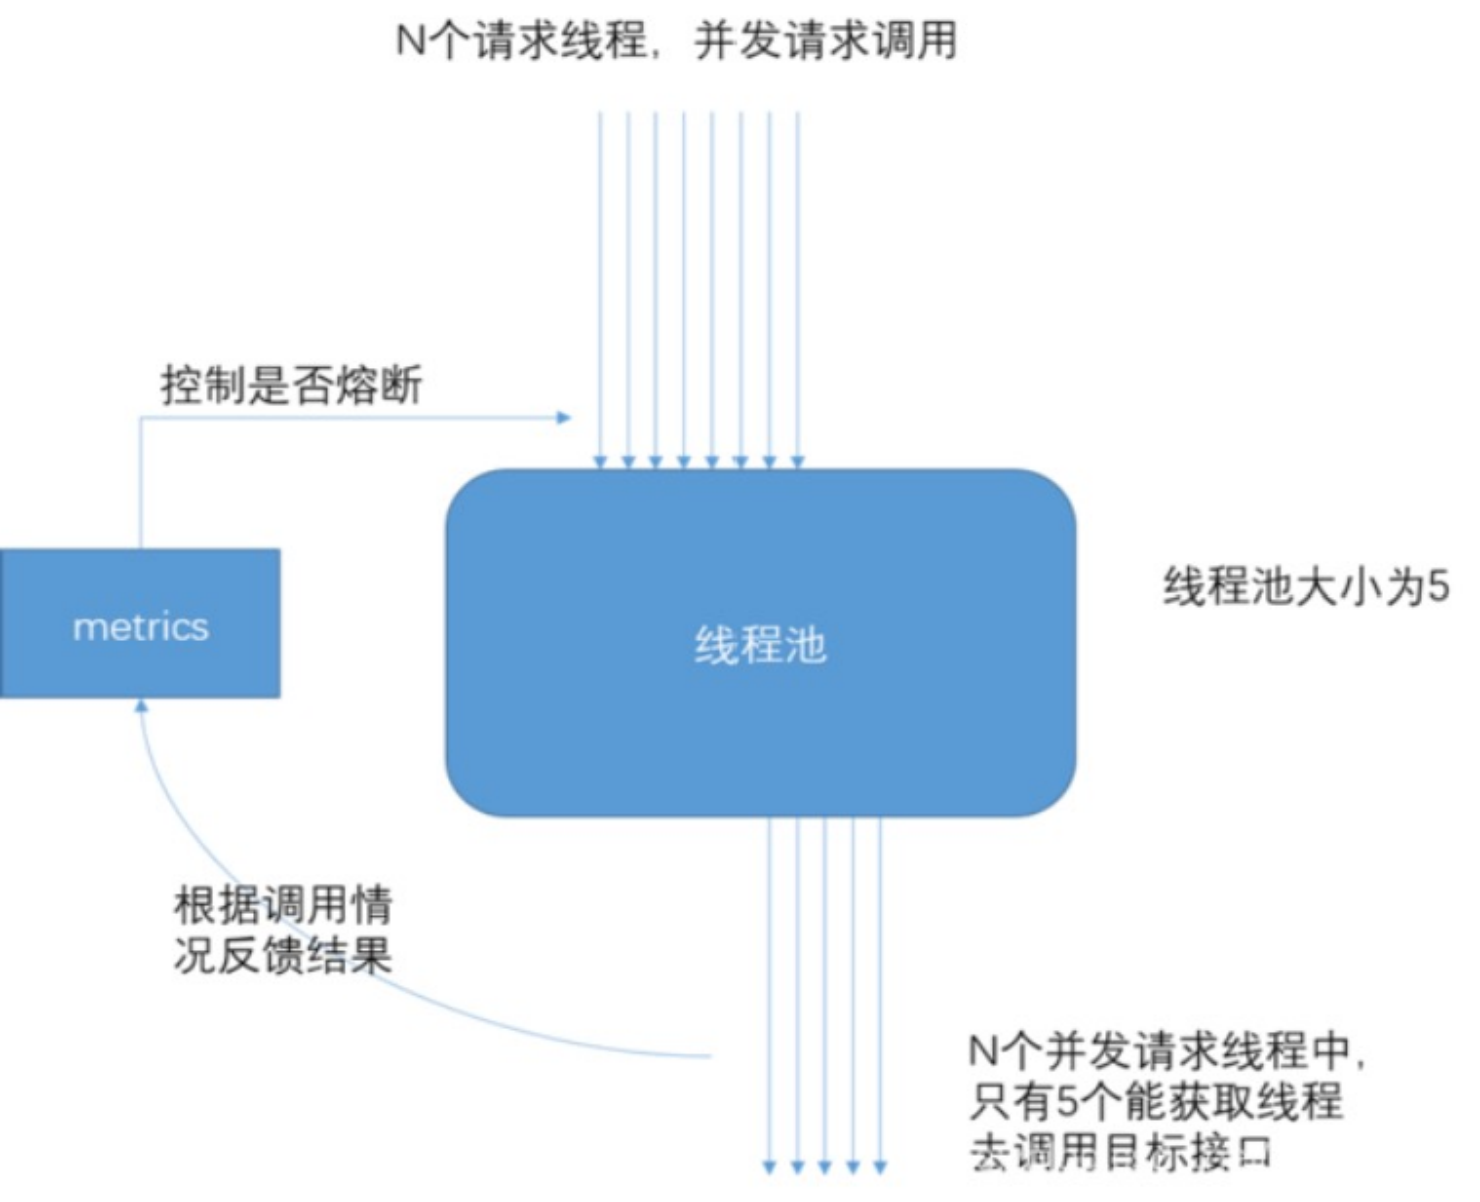 N个请求线程，并发请求调用
控制是否熔断
metrics
线程池
线程池大小为5
根据调用情
况反馈结果
N个并发请求线程中，
只有5个能获取线程
去调用目标接口